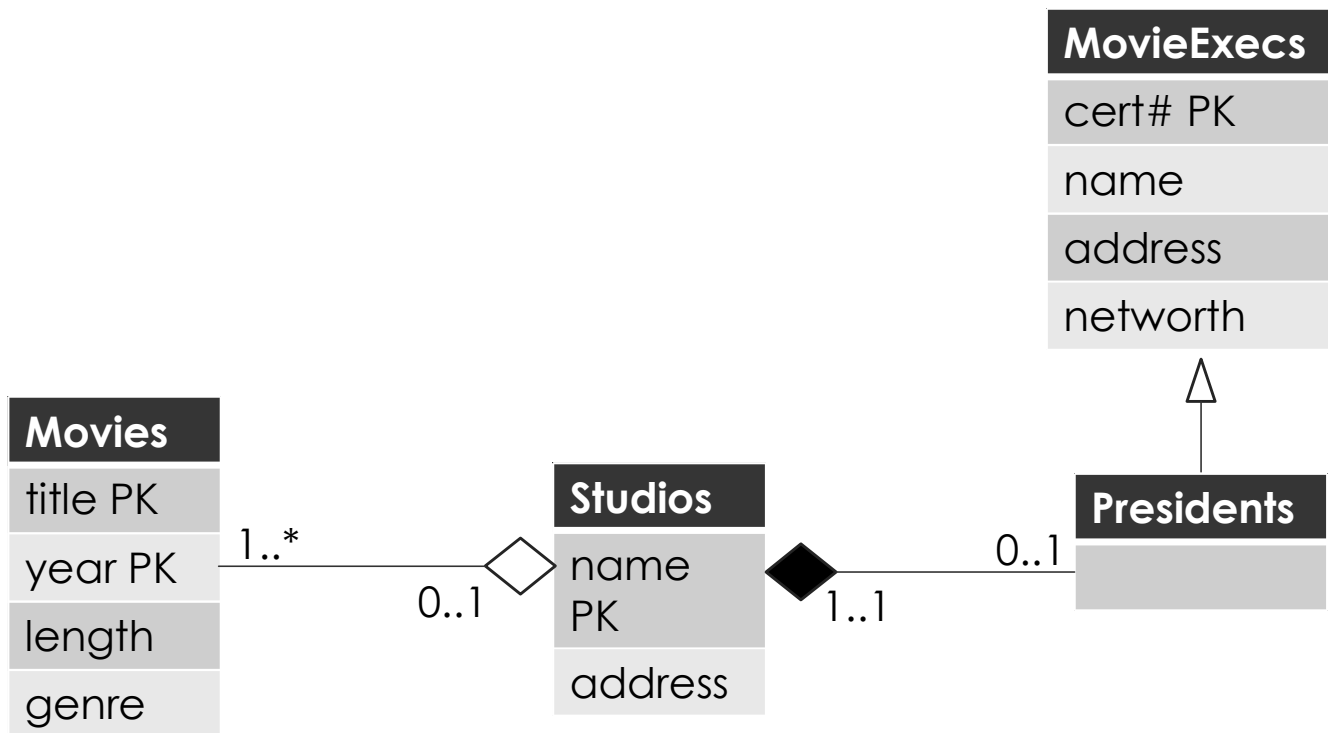 MovieExecs
cert# PK
name
address
networth
Movies
title PK
year PK
length
genre
1..*
0..1
Studios
name
PK
address
1..1
0..1
Presidents